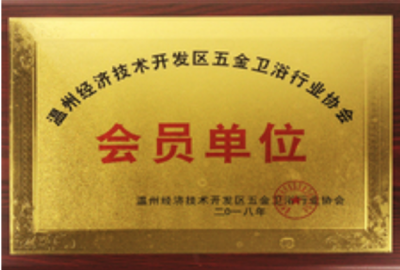 温州经济技术开发区五金卫浴行业协会
会员单位
温州经济技术开发区五金卫浴行业协会
二〇一八年